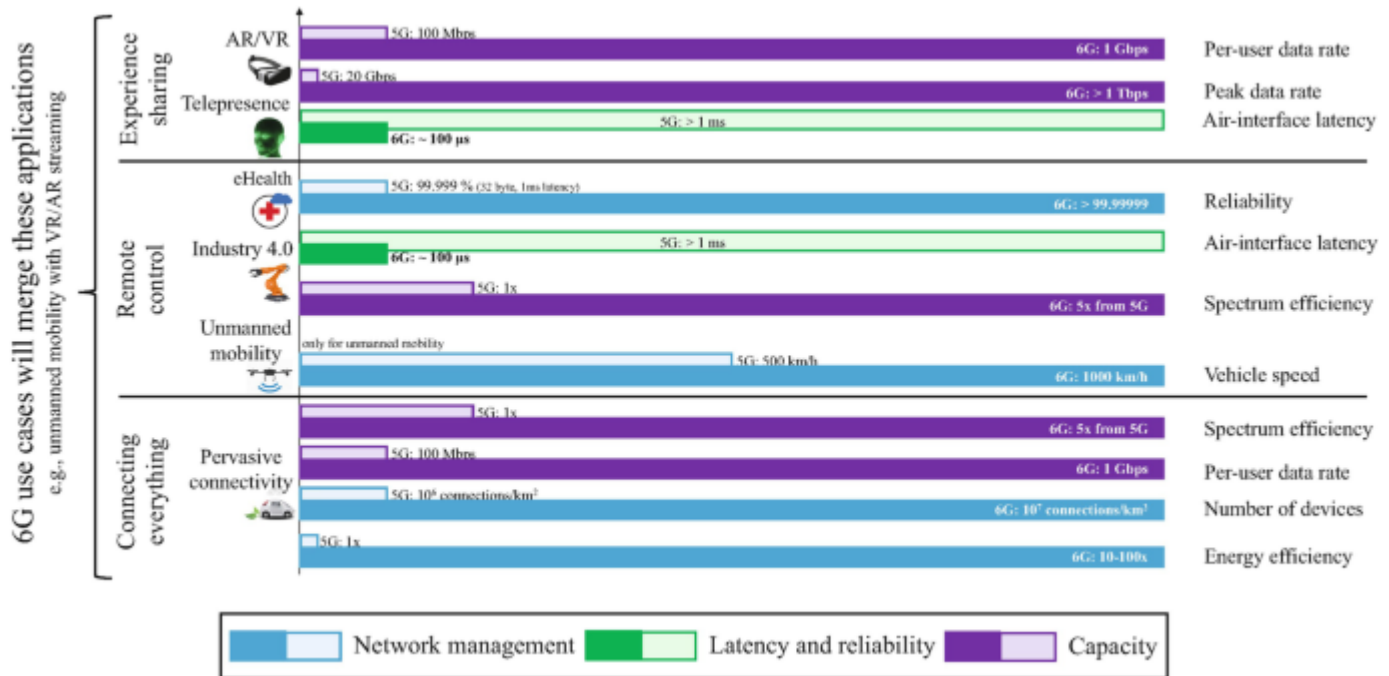 6G use cases will merge these applications
e.g., unmanned mobility with VR/AR streaming
Experience
sharing
AR/VR
5G: 100 Mbps
6G: 1 Gbps
Per-user data rate
5G: 20 Gbps
6G: > 1 Tbps
Peak data rate
Telepresence
5G: > 1 ms
Air-interface latency
6G: ~ 100 μs
Remote
control
eHealth
5G: 99.999 % (32 byte, 1ms latency)
6G: > 99.99999
Reliability
Industry 4.0
5G: > 1 ms
Air-interface latency
6G: ~ 100 μs
5G: 1x
6G: 5x from 5G
Spectrum efficiency
Unmanned
mobility
only for unmanned mobility
5G: 500 km/h
6G: 1000 km/h
Vehicle speed
Connecting
everything
5G: 1x
6G: 5x from 5G
Spectrum efficiency
Pervasive
connectivity
5G: 100 Mbps
6G: 1 Gbps
Per-user data rate
5G: 10⁶ connections/km²
6G: 10⁷ connections/km²
Number of devices
5G: 1x
6G: 10-100x
Energy efficiency
Network management
Latency and reliability
Capacity